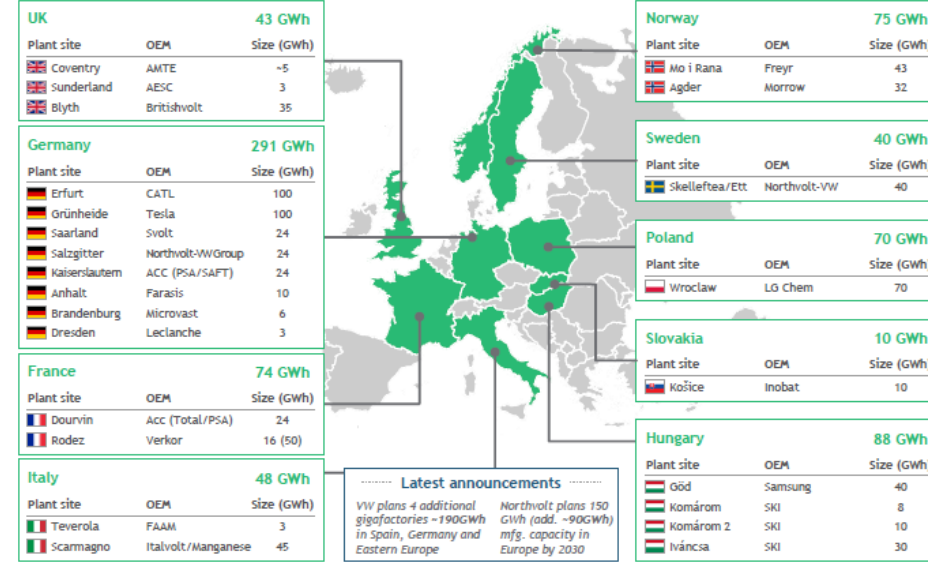 UK 43 GWh
Plant site OEM Size (GWh)
Coventry AMTE ~5
Sunderland AESC 3
Blyth Britishvolt 35
Germany 291 GWh
Plant site OEM Size (GWh)
Erfurt CATL 100
Grünheide Tesla 100
Saarland Svolt 24
Salzgitter Northvolt-VWGroup 24
Kaiserslautern ACC (PSA/SAFT) 24
Anhalt Farasis 10
Brandenburg Microvast 6
Dresden Leclanche 3
France 74 GWh
Plant site OEM Size (GWh)
Dourvin Acc (Total/PSA) 24
Rodez Verkor 16 (50)
Italy 48 GWh
Plant site OEM Size (GWh)
Teverola FAAM 3
Scarmagno Italvolt/Manganese 45
Latest announcements
VW plans 4 additional
gigafactories ~190GWh
in Spain, Germany and
Eastern Europe
Northvolt plans 150
GWh (add. ~90GWh)
mfg. capacity in
Europe by 2030
Norway 75 GWh
Plant site OEM Size (GWh)
Mo i Rana Freyr 43
Agder Morrow 32
Sweden 40 GWh
Plant site OEM Size (GWh)
Skelleftea/Ett Northvolt-VW 40
Poland 70 GWh
Plant site OEM Size (GWh)
Wroclaw LG Chem 70
Slovakia 10 GWh
Plant site OEM Size (GWh)
Košice Inobat 10
Hungary 88 GWh
Plant site OEM Size (GWh)
Göd Samsung 40
Komárom SKI 8
Komárom 2 SKI 10
Iváncsa SKI 30